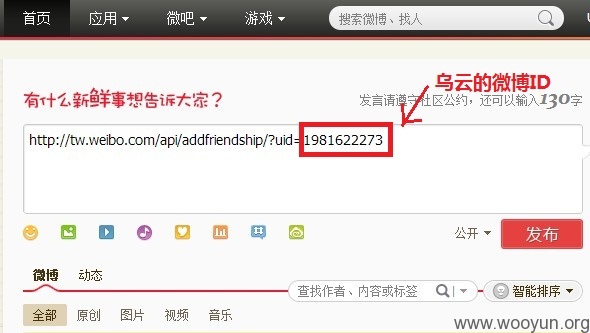 首页 应用 微吧 游戏 搜索微博、找人
乌云的微博ID
有什么新鲜事想告诉大家？ 发言请遵守社区公约，还可以输入130字
http://tw.weibo.com/api/addfriendship/?uid=1981622273
公开 发布
微博 动态
查找作者、内容或标签 智能排序
全部 原创 图片 视频 音乐
www.wooyun.org